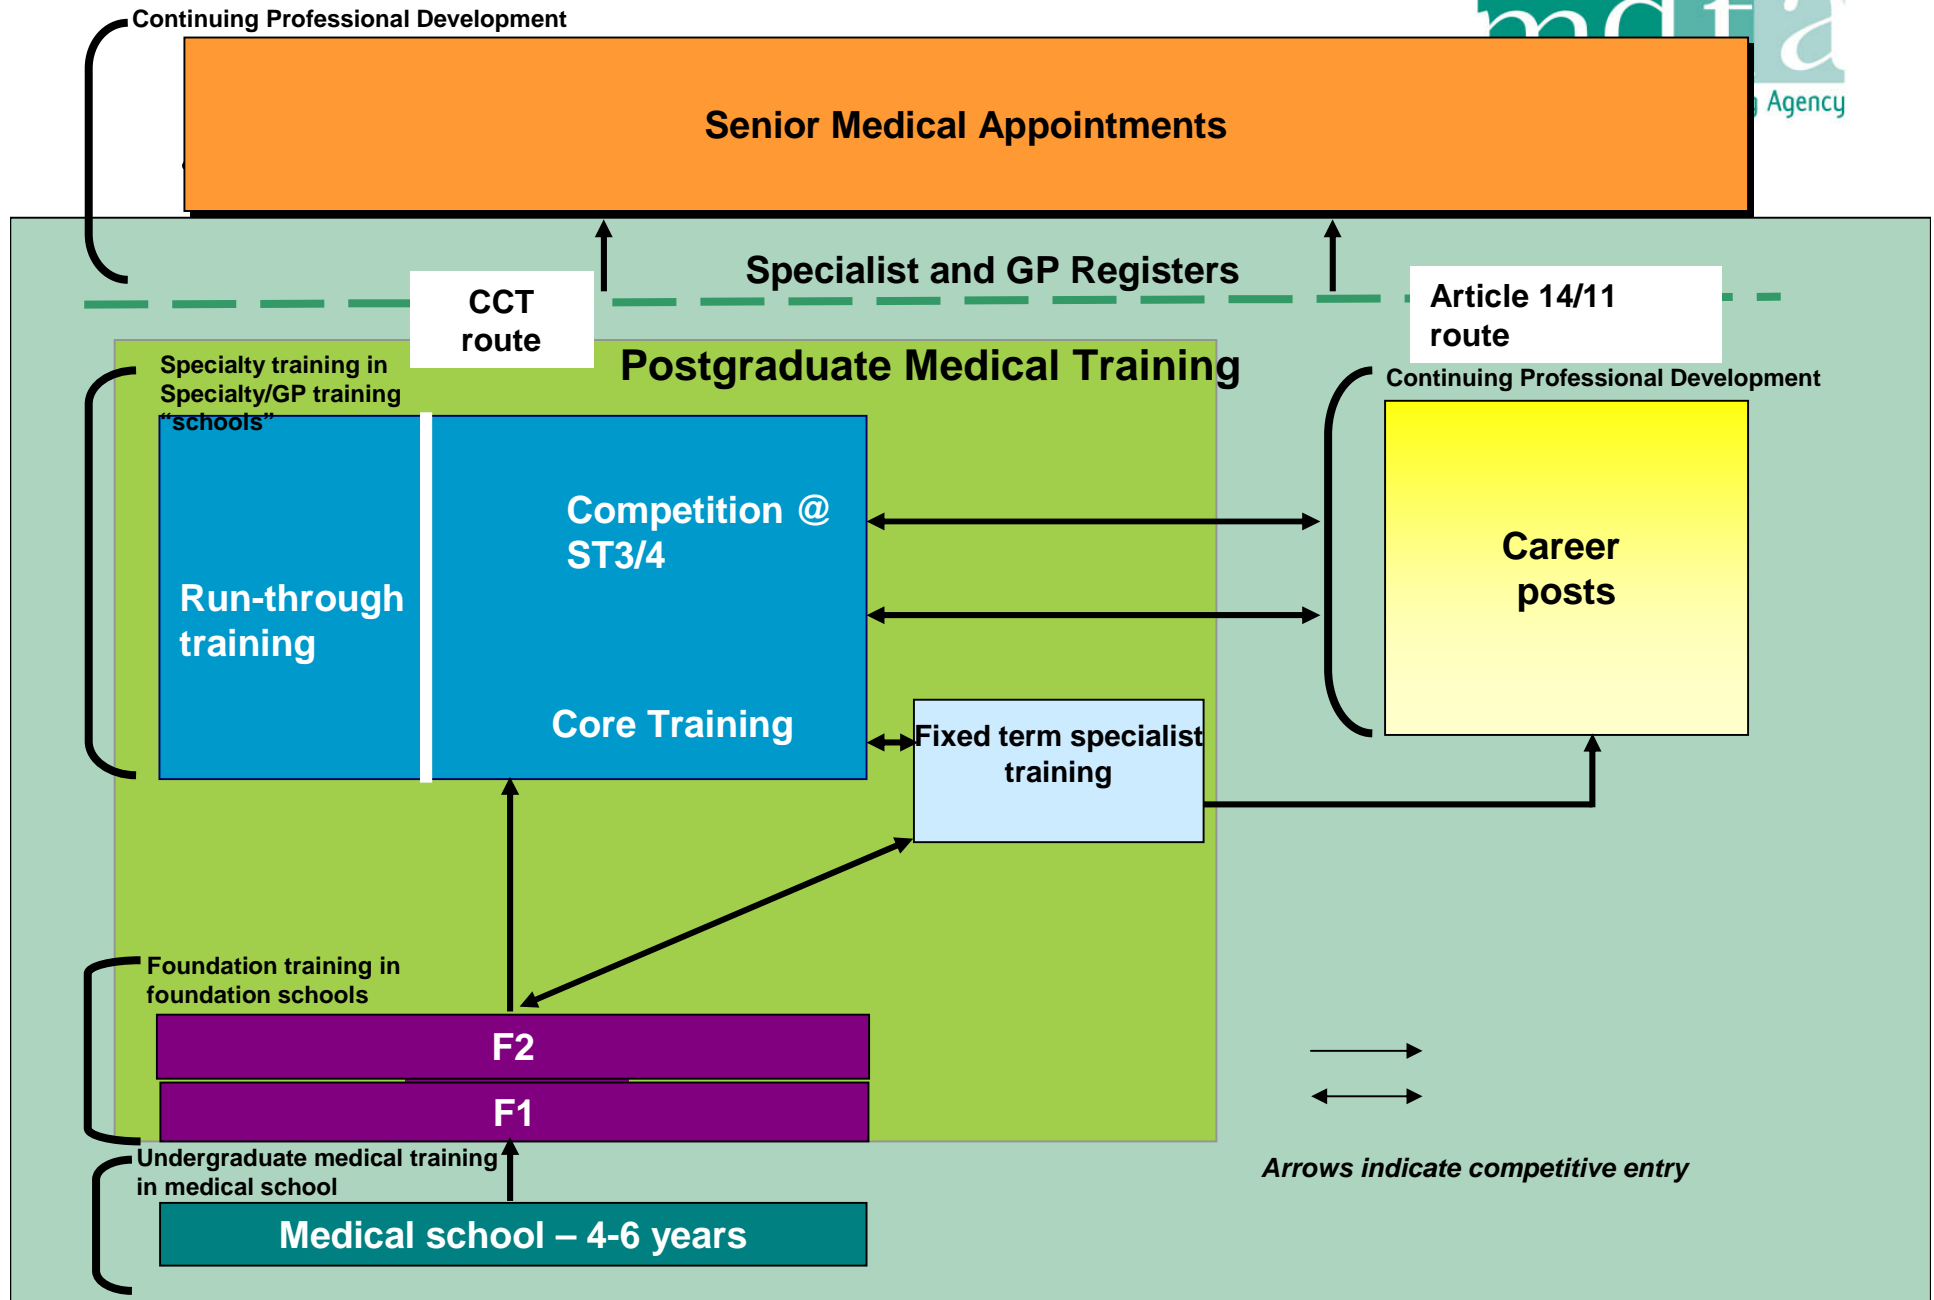 Continuing Professional Development
Agency
Senior Medical Appointments
Specialist and GP Registers
CCT
route
Article 14/11
route
Postgraduate Medical Training
Specialty training in
Specialty/GP training
“schools”
Continuing Professional Development
Competition @
ST3/4
Run-through
training
Career
posts
Core Training
Fixed term specialist
training
Foundation training in
foundation schools
F2
F1
Undergraduate medical training
in medical school
Arrows indicate competitive entry
Medical school – 4-6 years